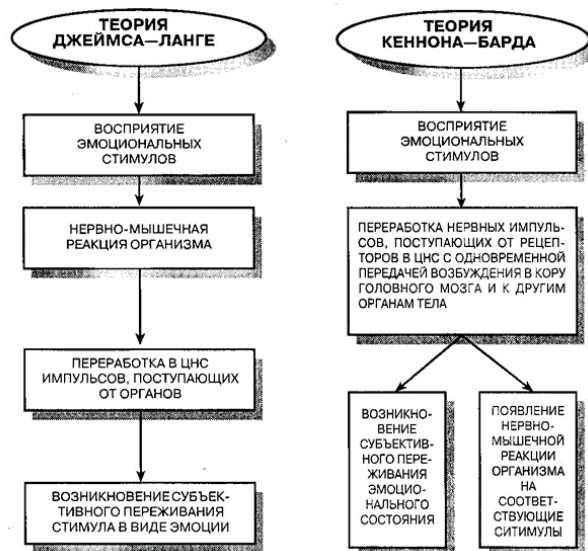 ТЕОРИЯ
ДЖЕЙМСА—ЛАНГЕ
ВОСПРИЯТИЕ
ЭМОЦИОНАЛЬНЫХ
СТИМУЛОВ
НЕРВНО-МЫШЕЧНАЯ
РЕАКЦИЯ ОРГАНИЗМА
ПЕРЕРАБОТКА В ЦНС
ИМПУЛЬСОВ, ПОСТУПАЮЩИХ
ОТ ОРГАНОВ
ВОЗНИКНОВЕНИЕ СУБЪЕК-
ТИВНОГО ПЕРЕЖИВАНИЯ
СТИМУЛА В ВИДЕ ЭМОЦИИ
ТЕОРИЯ
КЕННОНА—БАРДА
ВОСПРИЯТИЕ
ЭМОЦИОНАЛЬНЫХ
СТИМУЛОВ
ПЕРЕРАБОТКА НЕРВНЫХ ИМПУЛЬ-
СОВ, ПОСТУПАЮЩИХ ОТ РЕЦЕП-
ТОРОВ В ЦНС С ОДНОВРЕМЕННОЙ
ПЕРЕДАЧЕЙ ВОЗБУЖДЕНИЯ В КОРУ
ГОЛОВНОГО МОЗГА И К ДРУГИМ
ОРГАНАМ ТЕЛА
ВОЗНИКНО-
ВЕНИЕ
СУБЪЕКТИВ-
НОГО ПЕРЕ-
ЖИВАНИЯ
ЭМОЦИО-
НАЛЬНОГО
СОСТОЯНИЯ
ПОЯВЛЕНИЕ
НЕРВНО-
МЫШЕЧНОЙ
РЕАКЦИИ
ОРГАНИЗМА
НА
СООТВЕТ-
СТВУЮЩИЕ
СИТИМУЛЫ